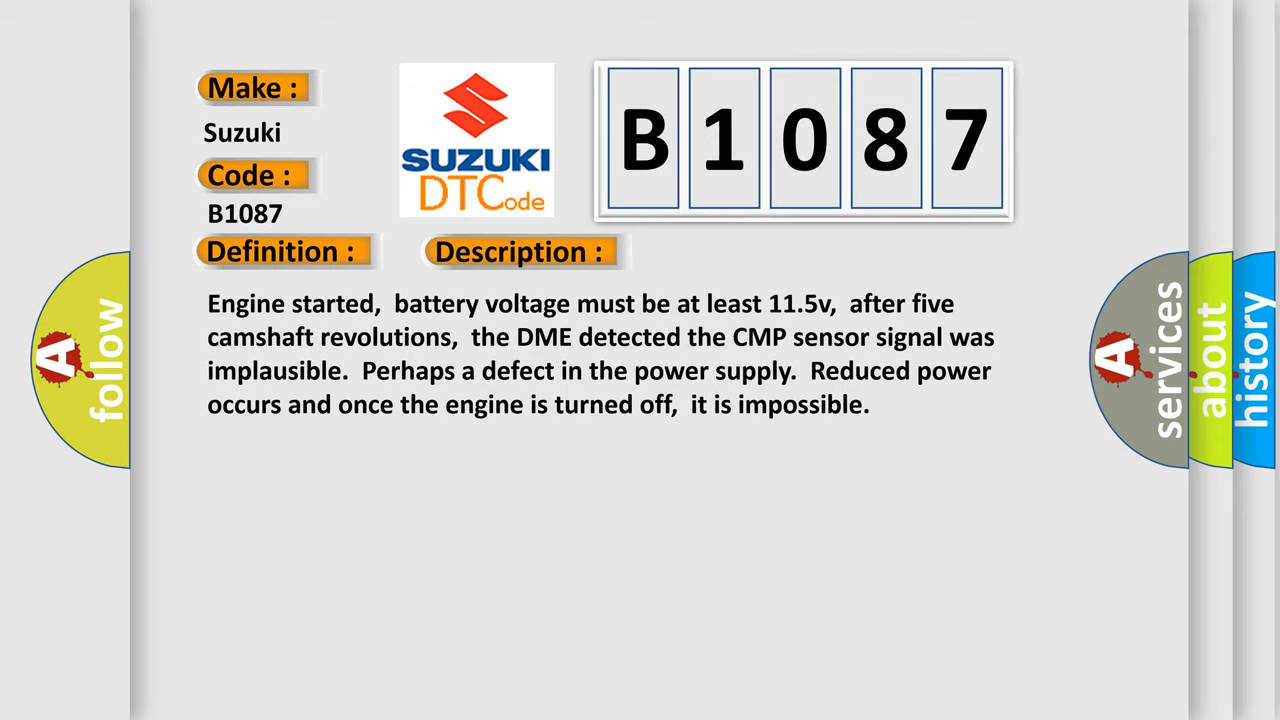 Make :
Suzuki
Code :
B1087
SUZUKI
DTCode
B 1 0 8 7
Definition :
Description :
Engine started, battery voltage must be at least 11.5v, after five
camshaft revolutions, the DME detected the CMP sensor signal was
implausible. Perhaps a defect in the power supply. Reduced power
occurs and once the engine is turned off, it is impossible.
A
follow
A
services
about
history